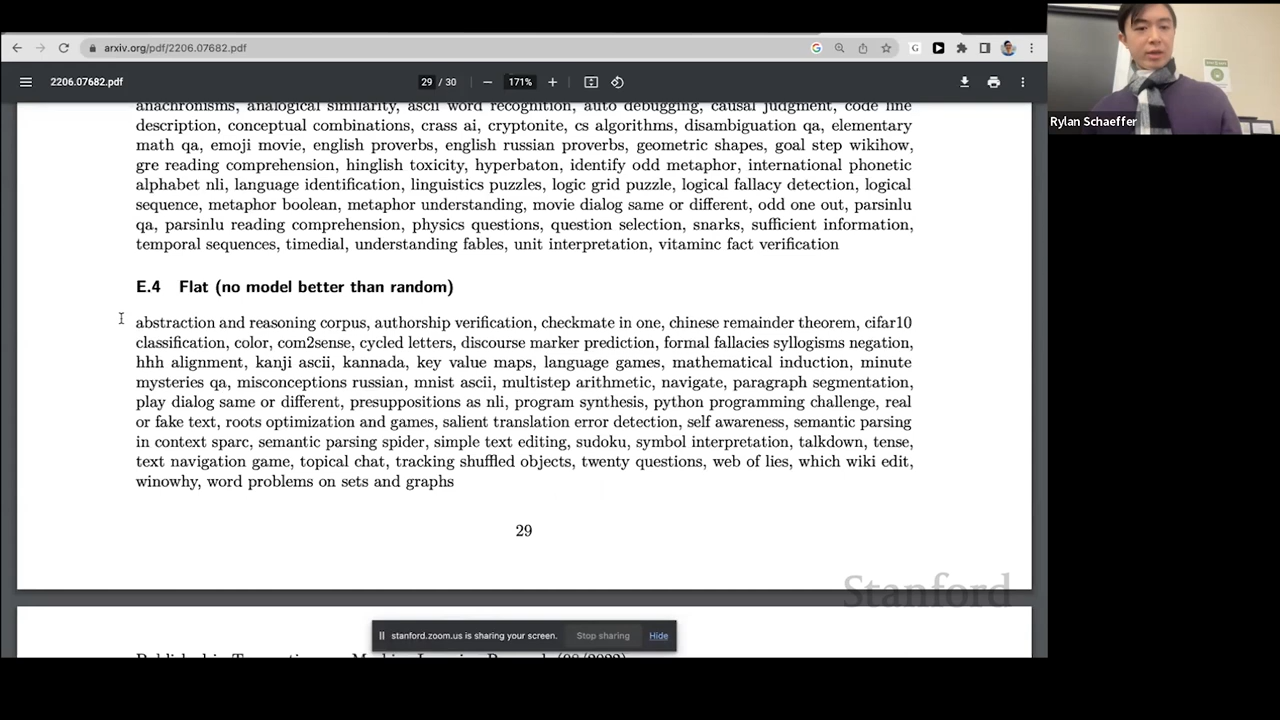 arxiv.org/pdf/2206.07682.pdf
G
2206.07682.pdf
29 / 30
171%
Rylan Schaeffer
anachronisms, analogical similarity, ascii word recognition, auto debugging, causal judgment, code line
description, conceptual combinations, crass ai, cryptonite, cs algorithms, disambiguation qa, elementary
math qa, emoji movie, english proverbs, english russian proverbs, geometric shapes, goal step wikihow,
gre reading comprehension, hinglish toxicity, hyperbaton, identify odd metaphor, international phonetic
alphabet nli, language identification, linguistics puzzles, logic grid puzzle, logical fallacy detection, logical
sequence, metaphor boolean, metaphor understanding, movie dialog same or different, odd one out, parsinlu
qa, parsinlu reading comprehension, physics questions, question selection, snarks, sufficient information,
temporal sequences, timedial, understanding fables, unit interpretation, vitaminc fact verification
E.4 Flat (no model better than random)
abstraction and reasoning corpus, authorship verification, checkmate in one, chinese remainder theorem, cifar10
classification, color, com2sense, cycled letters, discourse marker prediction, formal fallacies syllogisms negation,
hhh alignment, kanji ascii, kannada, key value maps, language games, mathematical induction, minute
mysteries qa, misconceptions russian, mnist ascii, multistep arithmetic, navigate, paragraph segmentation,
play dialog same or different, presuppositions as nli, program synthesis, python programming challenge, real
or fake text, roots optimization and games, salient translation error detection, self awareness, semantic parsing
in context sparc, semantic parsing spider, simple text editing, sudoku, symbol interpretation, talkdown, tense,
text navigation game, topical chat, tracking shuffled objects, twenty questions, web of lies, which wiki edit,
winowhy, word problems on sets and graphs
29
Stanford
stanford.zoom.us is sharing your screen. Stop sharing Hide